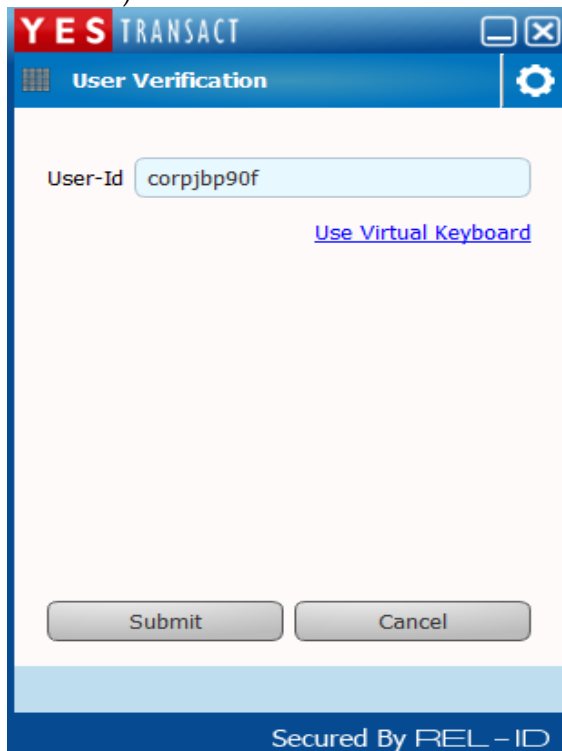 YES TRANSACT
User Verification
User-Id corpjbp90f
Use Virtual Keyboard
Submit Cancel
Secured By REL-ID